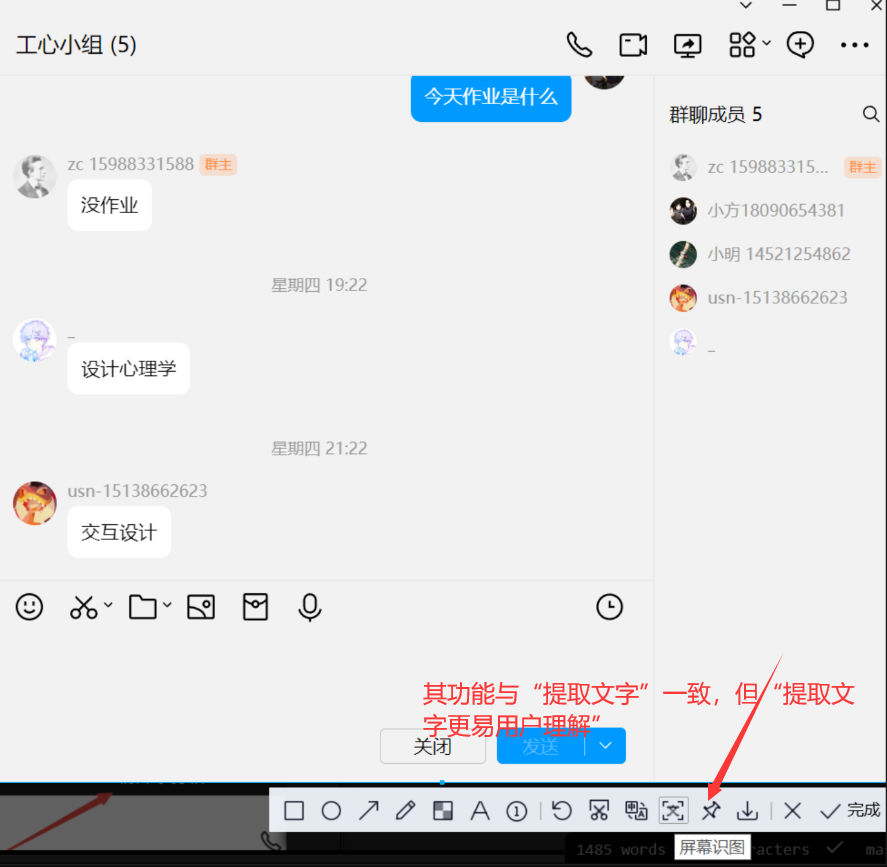 工心小组 (5)
今天作业是什么
群聊成员 5
zc 15988331588 群主
没作业
zc 159883315... 群主
小方18090654381
小明 14521254862
usn-15138662623
_
星期四 19:22
_
设计心理学
星期四 21:22
usn-15138662623
交互设计
其功能与“提取文字”一致，但“提取文
字更易用户理解”
关闭
发送
完成
屏幕识图
1485 words
acters
ma